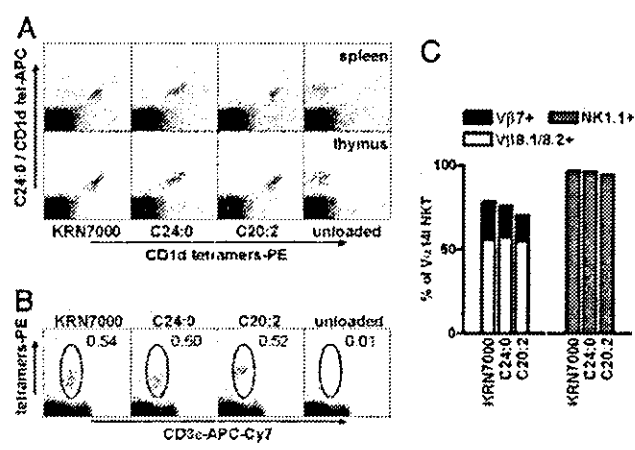 A
C24:0 / CD1d tet-APC
spleen
thymus
KRN7000 C24:0 C20:2 unloaded
CD1d tetramers-PE
B
KRN7000 C24:0 C20:2 unloaded
0.54 0.60 0.52 0.01
tetramers-PE
CD3ε-APC-Cy7
C
Vβ7+ NK1.1+
Vβ8.1/8.2+
% of Vα14i NKT
100
50
0
KRN7000 C24:0 C20:2 KRN7000 C24:0 C20:2